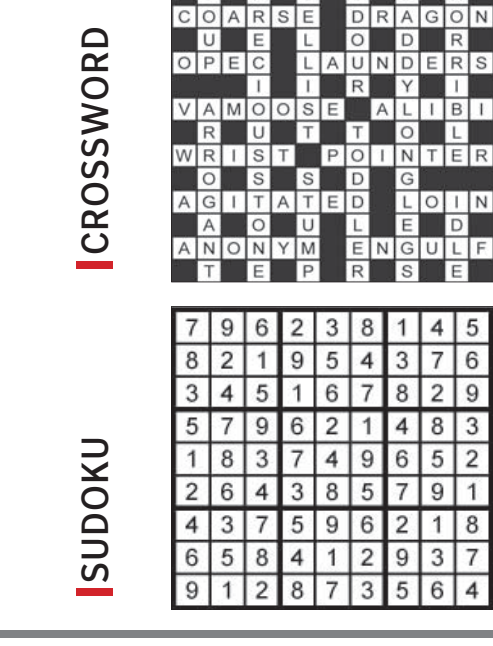 CROSSWORD
COARSE DRAGON
U E L O D R
OPEC LAUNDERS
I I R Y I
VAMOOSE ALIBI
R U T T O L
WRIST POINTER
O S S D G
AGITATED LOIN
A O U L E D
ANONYM ENGULF
T E P R S E
SUDOKU
7 9 6 2 3 8 1 4 5
8 2 1 9 5 4 3 7 6
3 4 5 1 6 7 8 2 9
5 7 9 6 2 1 4 8 3
1 8 3 7 4 9 6 5 2
2 6 4 3 8 5 7 9 1
4 3 7 5 9 6 2 1 8
6 5 8 4 1 2 9 3 7
9 1 2 8 7 3 5 6 4